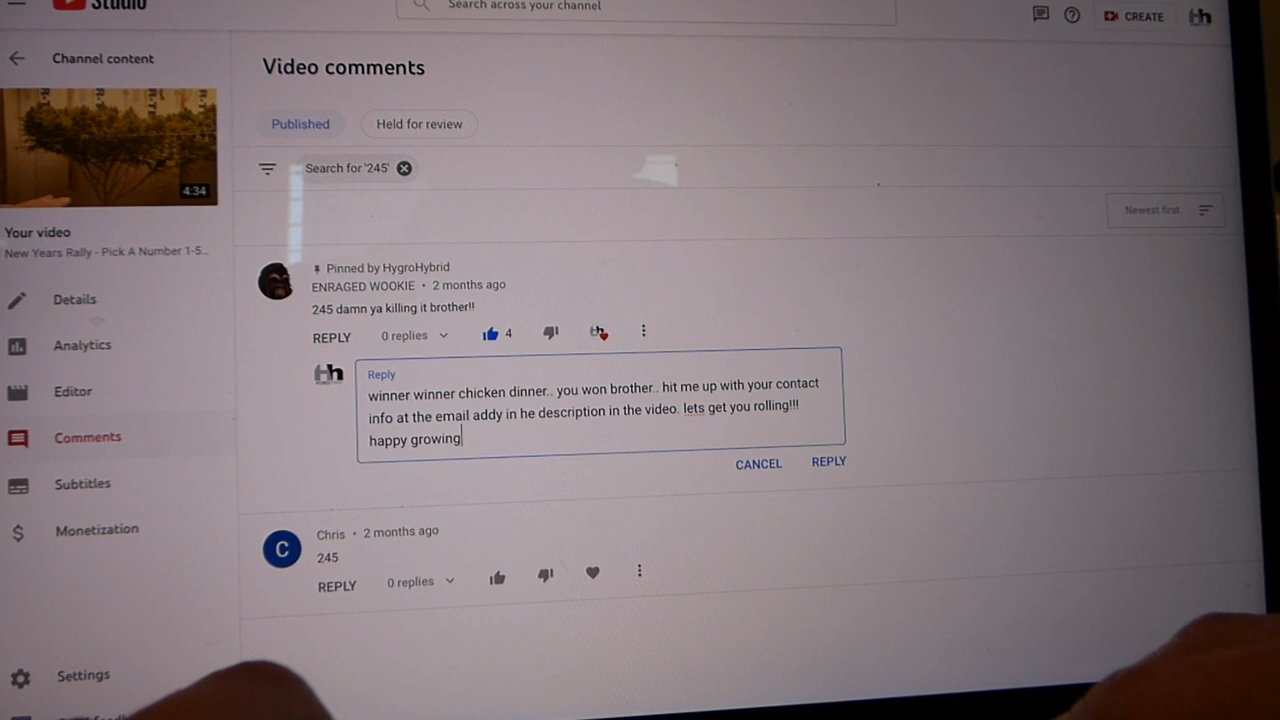 Studio
Search across your channel
CREATE
Channel content
4:34
Your video
New Years Rally - Pick A Number 1-5...
Details
Analytics
Editor
Comments
Subtitles
Monetization
Settings
Video comments
Published
Held for review
Search for '245'
Newest first
Pinned by HygroHybrid
ENRAGED WOOKIE • 2 months ago
245 damn ya killing it brother!!
REPLY 0 replies 4
Reply
winner winner chicken dinner.. you won brother.. hit me up with your contact
info at the email addy in he description in the video. lets get you rolling!!!
happy growing
CANCEL REPLY
C
Chris • 2 months ago
245
REPLY 0 replies